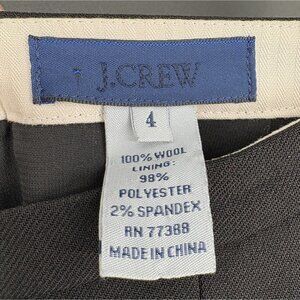 J.CREW
4
100% WOOL
LINING:
98%
POLYESTER
2% SPANDEX
RN 77388
MADE IN CHINA